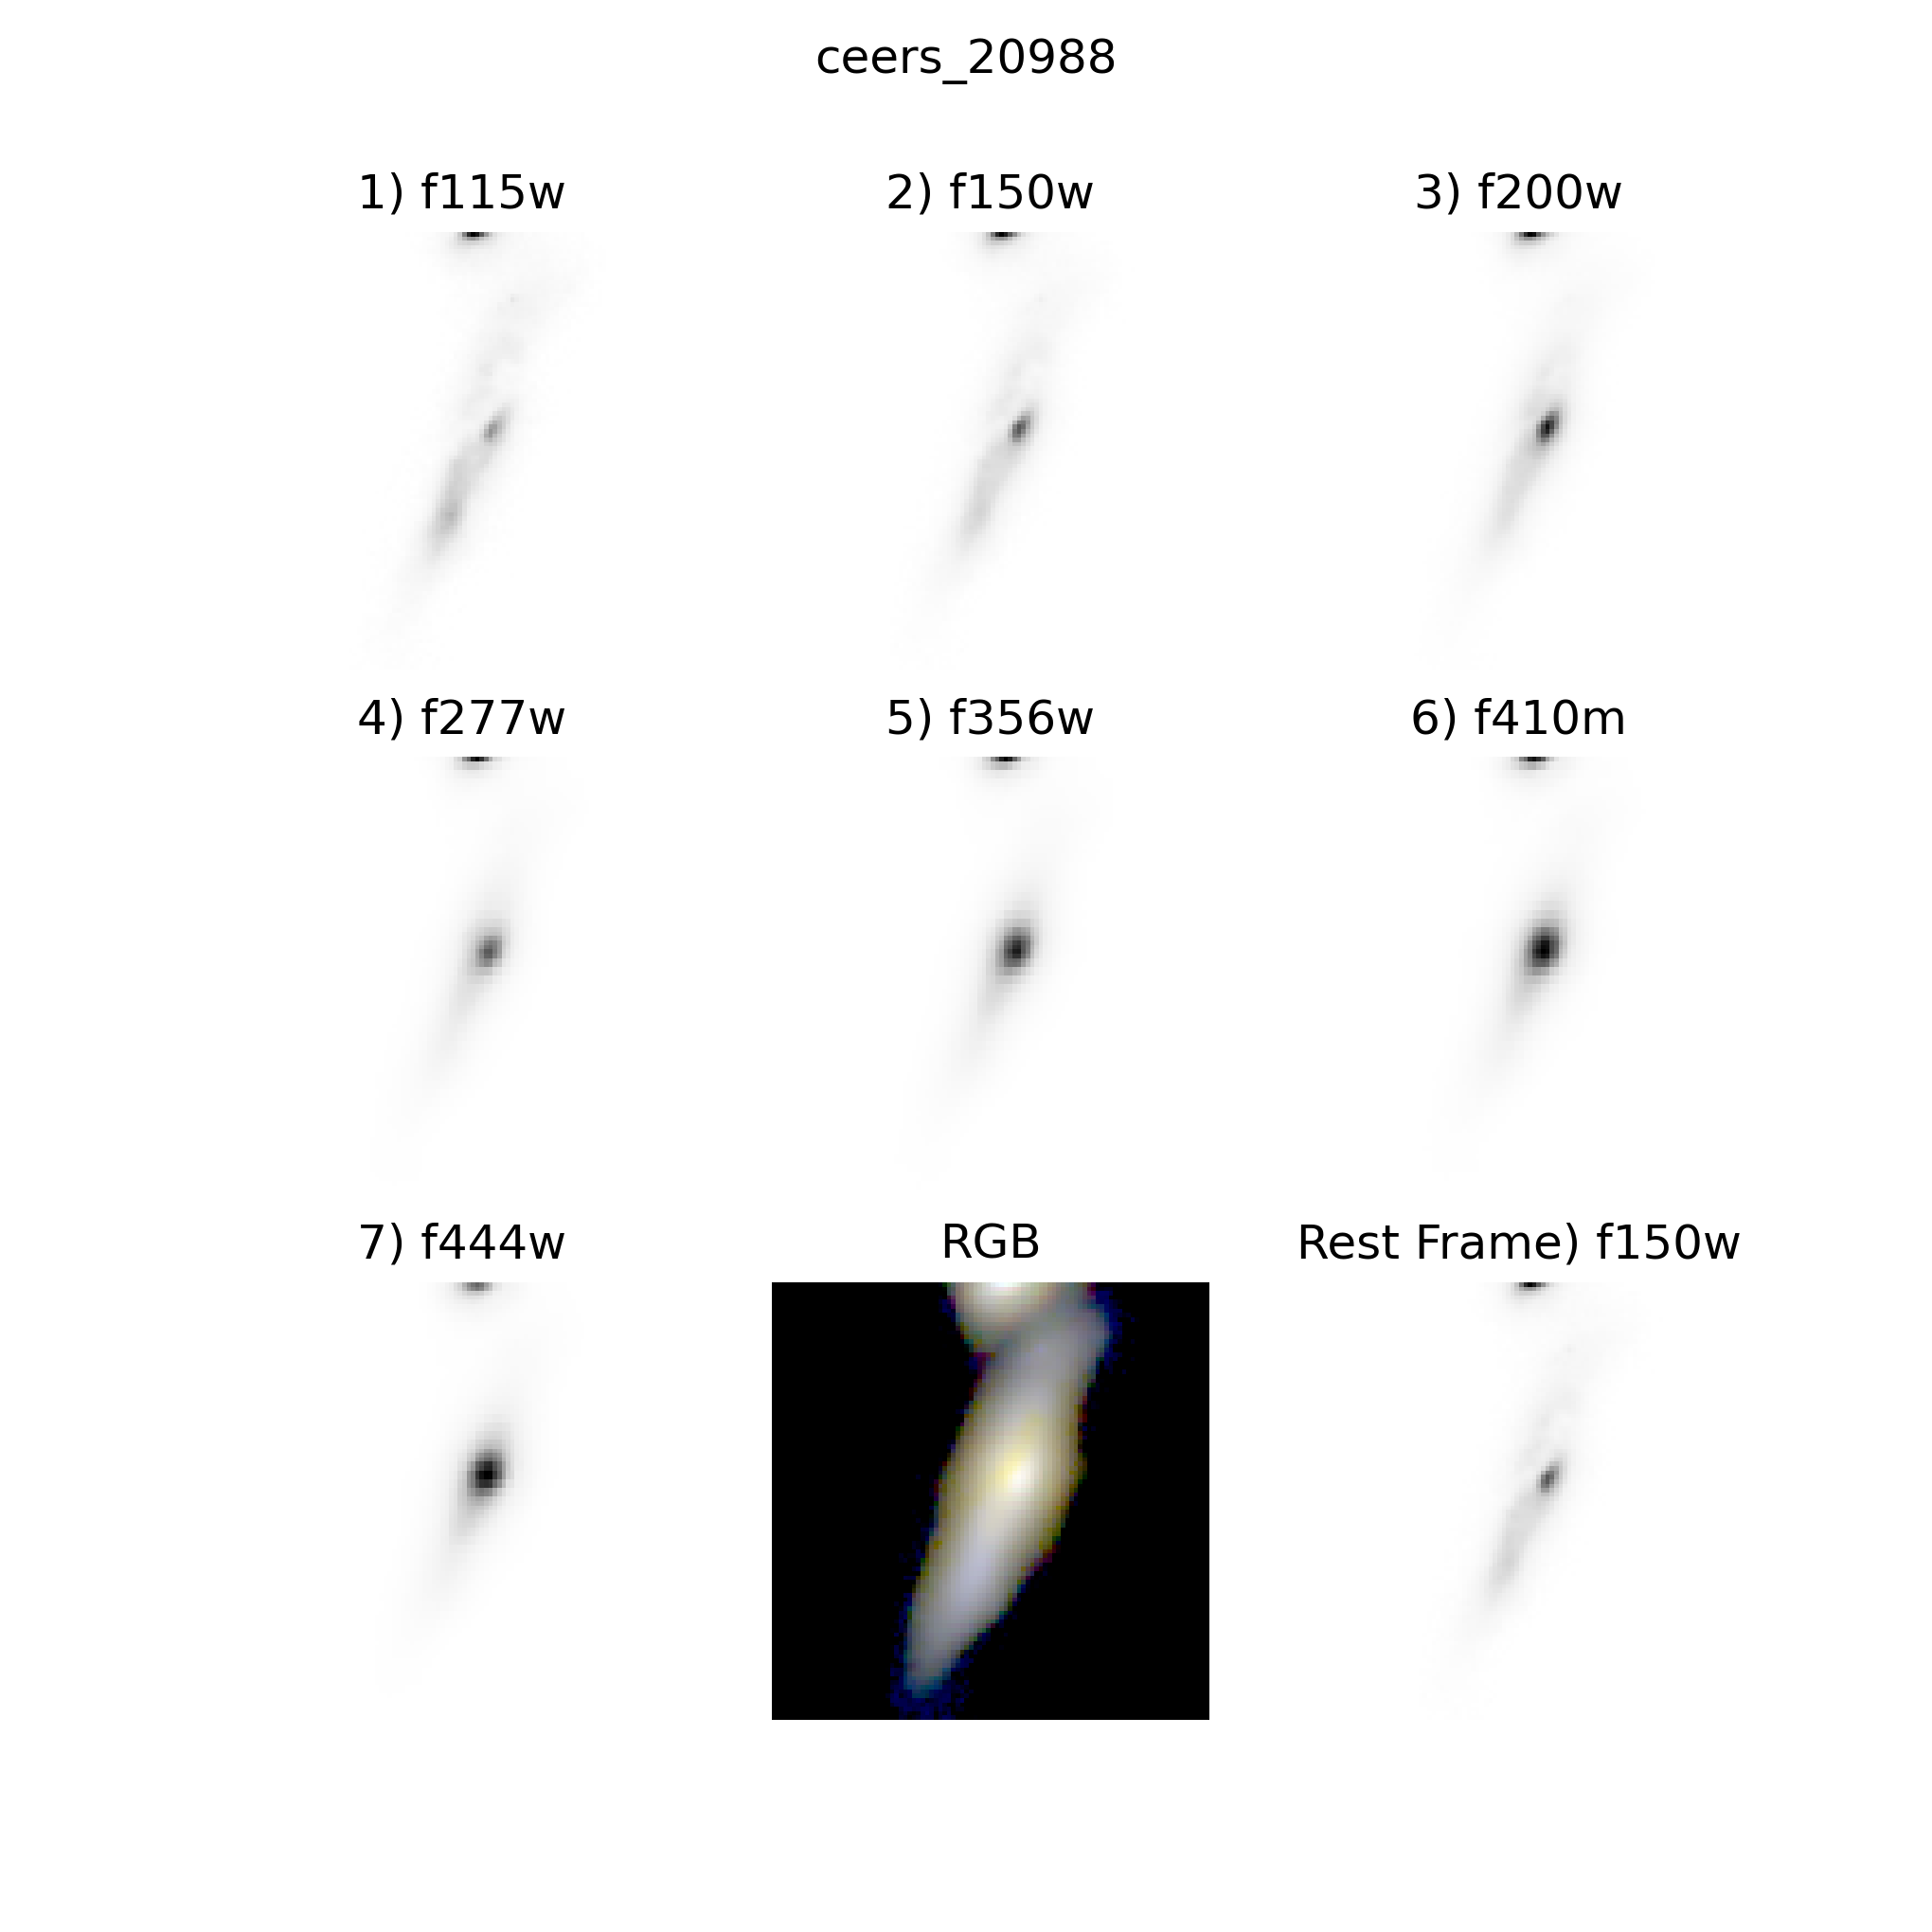 ceers_20988
1) f115w
2) f150w
3) f200w
4) f277w
5) f356w
6) f410m
7) f444w
RGB
Rest Frame) f150w